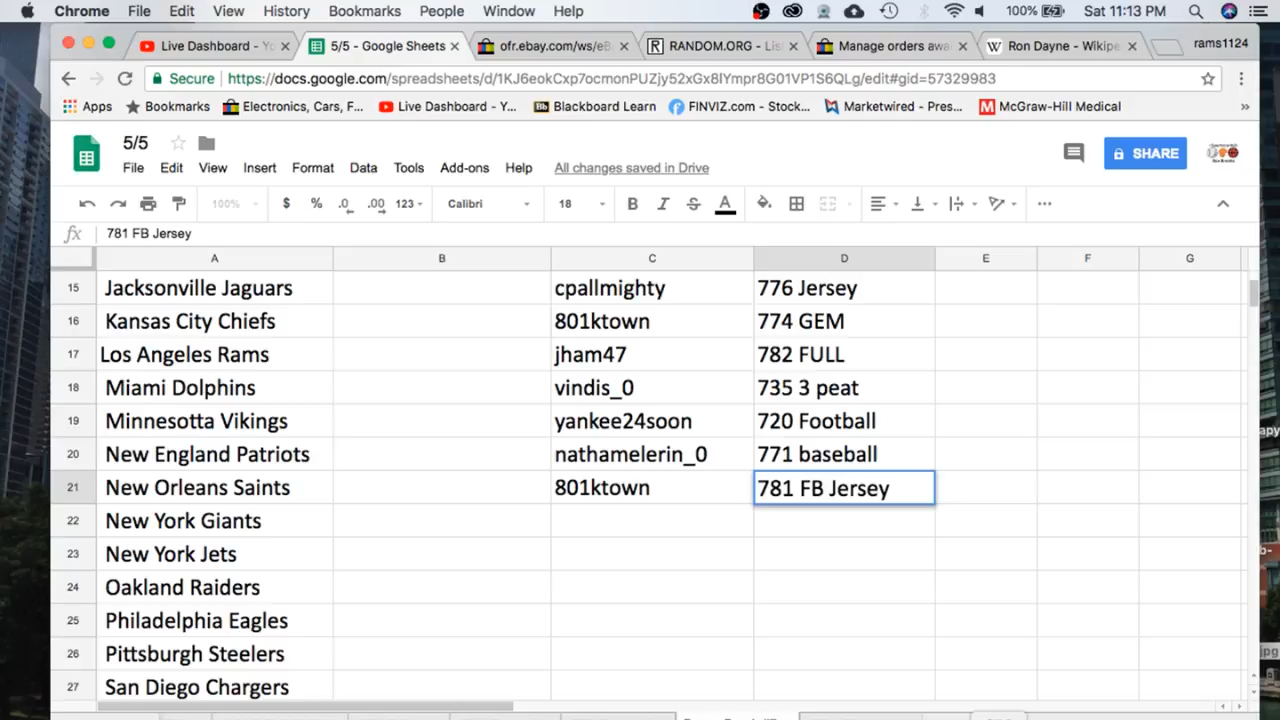 Chrome File Edit View History Bookmarks People Window Help 100% Sat 11:13 PM
Live Dashboard - Yo 5/5 - Google Sheets ofr.ebay.com/ws/eB RANDOM.ORG - Lis Manage orders awa Ron Dayne - Wikipe rams1124
Secure https://docs.google.com/spreadsheets/d/1KJ6eokCxp7ocmonPUZjy52xGx8IYmpr8G01VP1S6QLg/edit#gid=57329983
Apps Bookmarks Electronics, Cars, F... Live Dashboard - Y... Blackboard Learn FINVIZ.com - Stock... Marketwired - Pres... McGraw-Hill Medical »
5/5
SHARE
File Edit View Insert Format Data Tools Add-ons Help All changes saved in Drive
100% $ % .0 .00 123 Calibri 18 B I S A
fx 781 FB Jersey
A B C D E F G
15 Jacksonville Jaguars cpallmighty 776 Jersey
16 Kansas City Chiefs 801ktown 774 GEM
17 Los Angeles Rams jham47 782 FULL
18 Miami Dolphins vindis_0 735 3 peat
19 Minnesotta Vikings yankee24soon 720 Football
20 New England Patriots nathamelerin_0 771 baseball
21 New Orleans Saints 801ktown 781 FB Jersey
22 New York Giants
23 New York Jets
24 Oakland Raiders
25 Philadelphia Eagles
26 Pittsburgh Steelers
27 San Diego Chargers
jpg